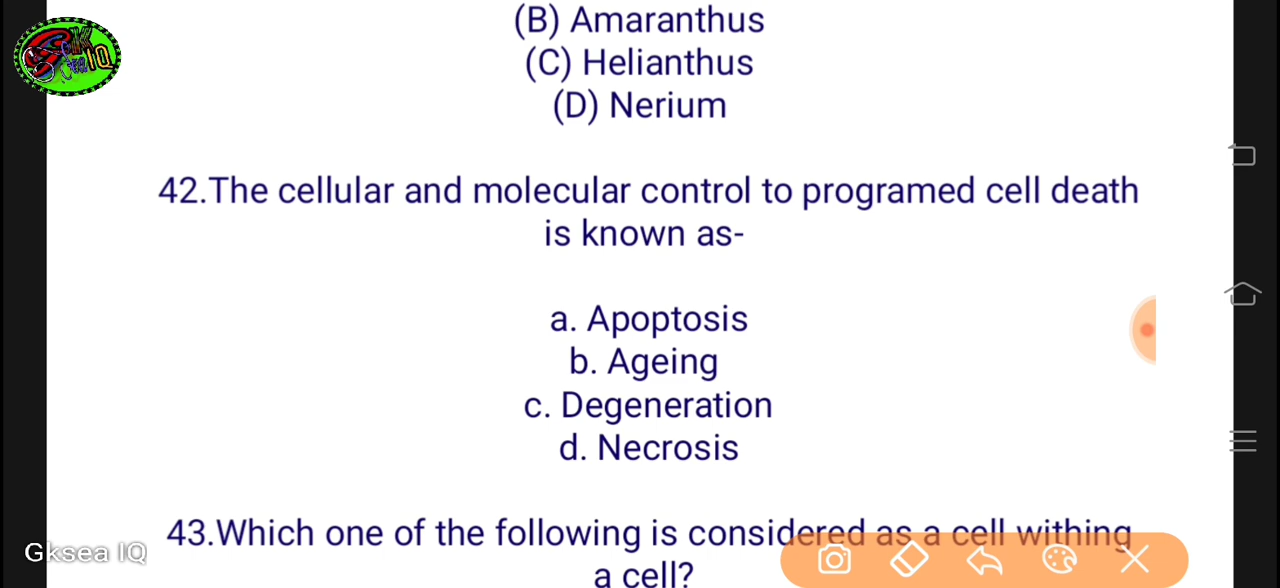 (B) Amaranthus
(C) Helianthus
(D) Nerium
42.The cellular and molecular control to programed cell death
is known as-
a. Apoptosis
b. Ageing
c. Degeneration
d. Necrosis
43.Which one of the following is considered as a cell withing
a cell?
Gksea IQ